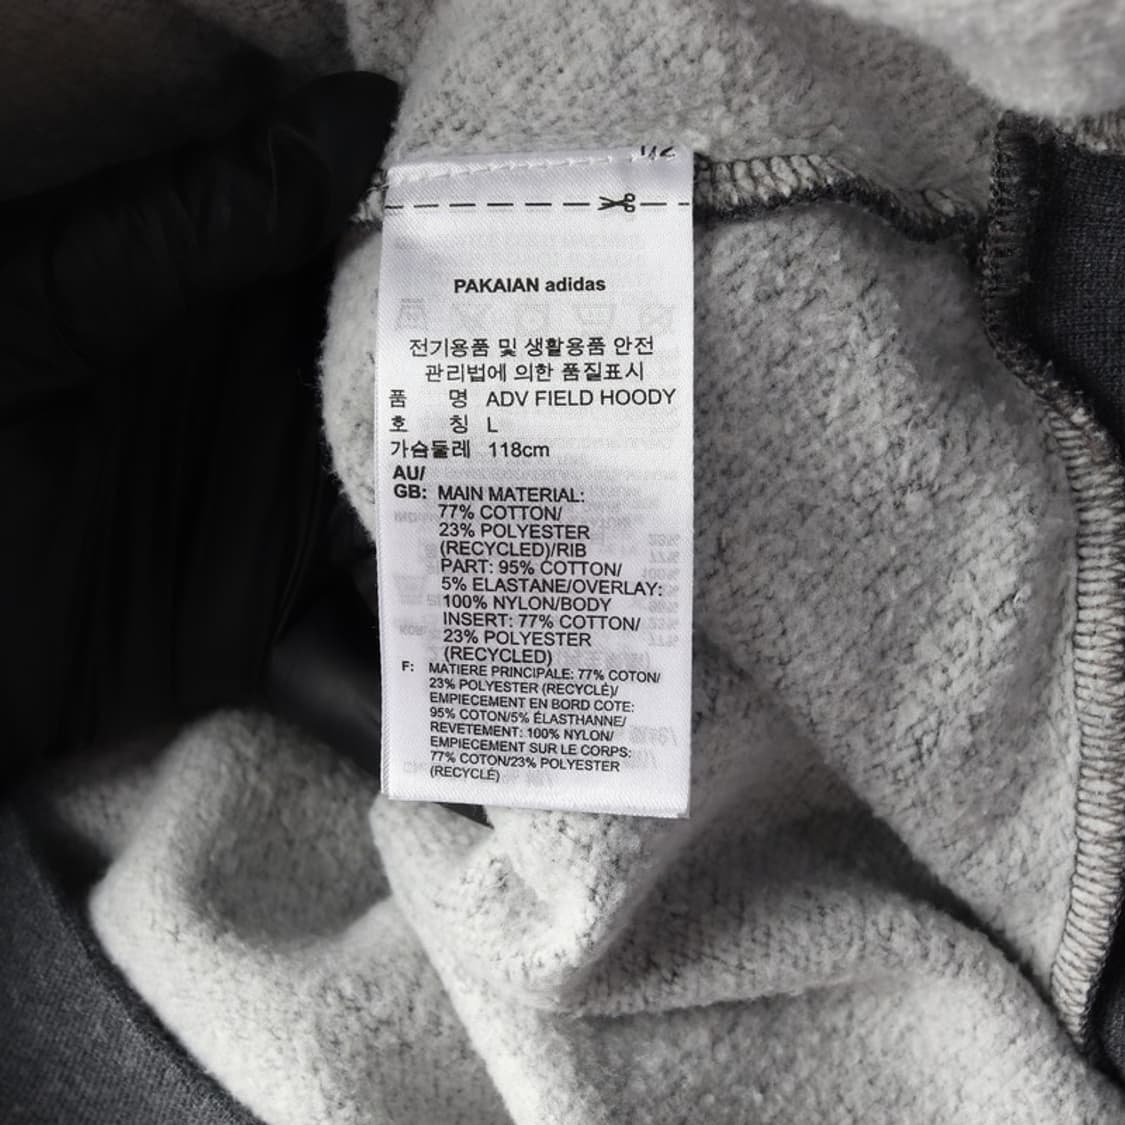 PAKAIAN adidas
전기용품 및 생활용품 안전
관리법에 의한 품질표시
품 명 ADV FIELD HOODY
호 칭 L
가슴둘레 118cm
AU/
GB: MAIN MATERIAL:
77% COTTON/
23% POLYESTER
(RECYCLED)/RIB
PART: 95% COTTON/
5% ELASTANE/OVERLAY:
100% NYLON/BODY
INSERT: 77% COTTON/
23% POLYESTER
(RECYCLED)
F: MATIERE PRINCIPALE: 77% COTON/
23% POLYESTER (RECYCLÉ)/
EMPIECEMENT EN BORD COTE:
95% COTON/5% ÉLASTHANNE/
REVETEMENT: 100% NYLON/
EMPIECEMENT SUR LE CORPS:
77% COTON/23% POLYESTER
(RECYCLÉ)